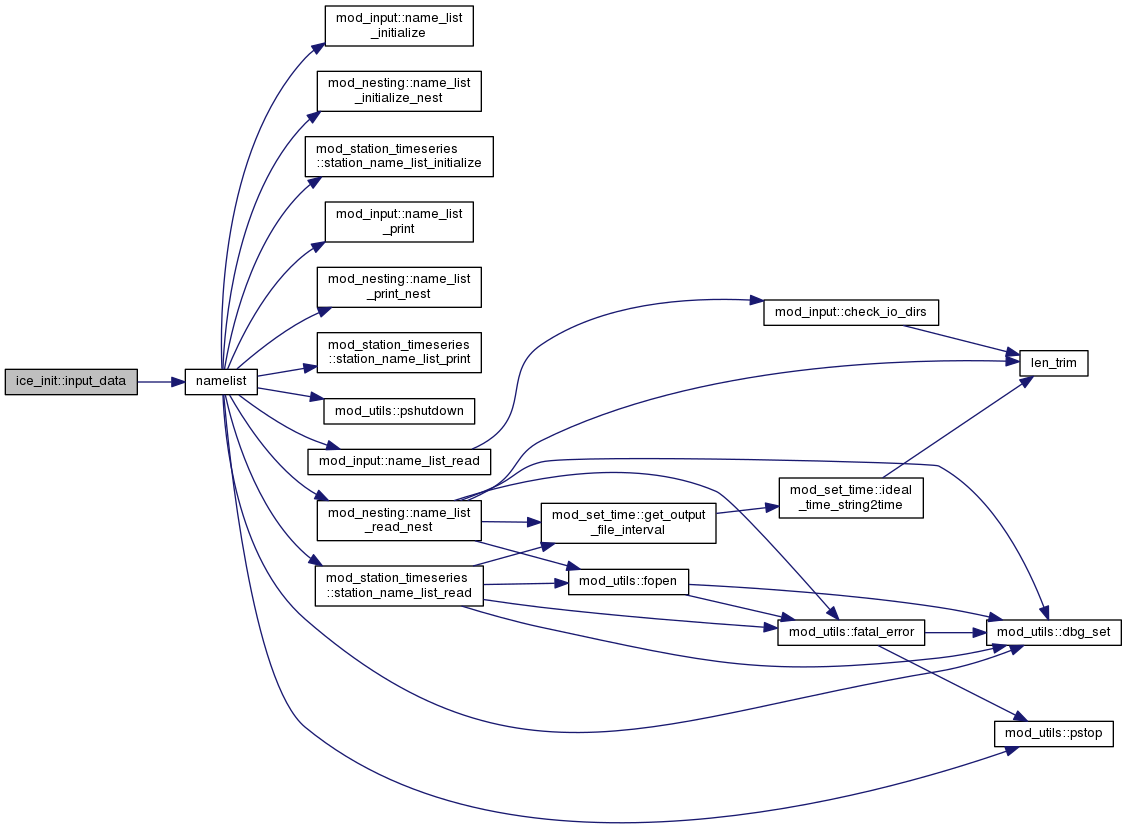 mod_input::name_list
_initialize
mod_nesting::name_list
_initialize_nest
mod_station_timeseries
::station_name_list_initialize
mod_input::name_list
_print
mod_nesting::name_list
_print_nest
mod_input::check_io_dirs
mod_station_timeseries
::station_name_list_print
len_trim
ice_init::input_data
namelist
mod_utils::pshutdown
mod_input::name_list_read
mod_set_time::ideal
_time_string2time
mod_nesting::name_list
_read_nest
mod_set_time::get_output
_file_interval
mod_station_timeseries
::station_name_list_read
mod_utils::fopen
mod_utils::fatal_error
mod_utils::dbg_set
mod_utils::pstop